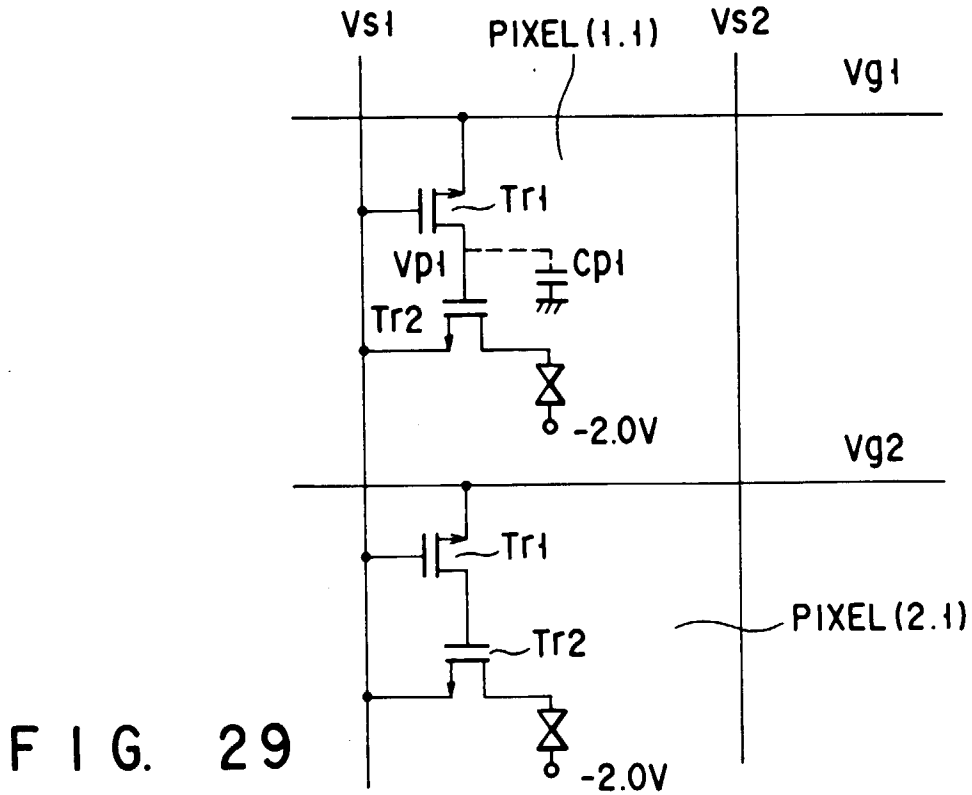 Vs1
PIXEL(1.1)
Vs2
Vg1
Tr1
Vp1
Cp1
Tr2
-2.0V
Vg2
Tr1
PIXEL(2.1)
Tr2
-2.0V
FIG. 29